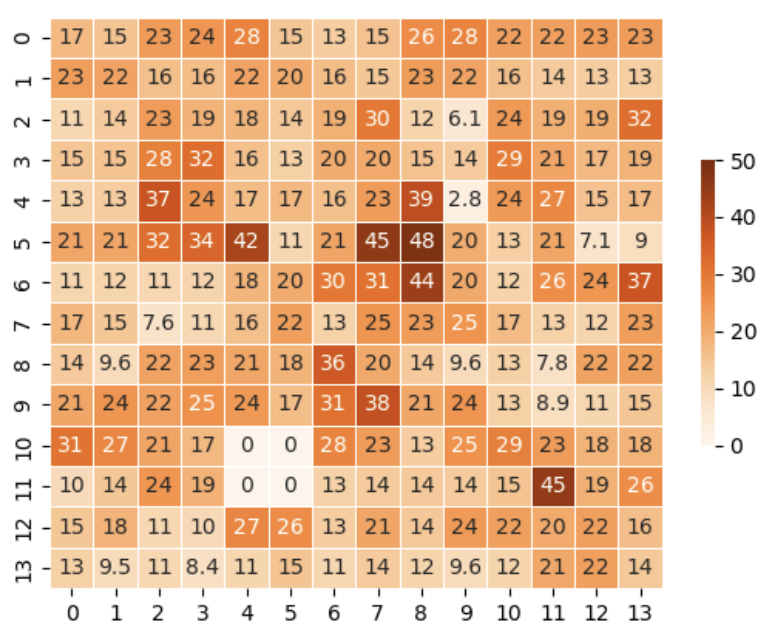 0 17 15 23 24 28 15 13 15 26 28 22 22 23 23
1 23 22 16 16 22 20 16 15 23 22 16 14 13 13
2 11 14 23 19 18 14 19 30 12 6.1 24 19 19 32
3 15 15 28 32 16 13 20 20 15 14 29 21 17 19
4 13 13 37 24 17 17 16 23 39 2.8 24 27 15 17
5 21 21 32 34 42 11 21 45 48 20 13 21 7.1 9
6 11 12 11 12 18 20 30 31 44 20 12 26 24 37
7 17 15 7.6 11 16 22 13 25 23 25 17 13 12 23
8 14 9.6 22 23 21 18 36 20 14 9.6 13 7.8 22 22
9 21 24 22 25 24 17 31 38 21 24 13 8.9 11 15
10 31 27 21 17 0 0 28 23 13 25 29 23 18 18
11 10 14 24 19 0 0 13 14 14 14 15 45 19 26
12 15 18 11 10 27 26 13 21 14 24 22 20 22 16
13 13 9.5 11 8.4 11 15 11 14 12 9.6 12 21 22 14
0 1 2 3 4 5 6 7 8 9 10 11 12 13
50
40
30
20
10
0